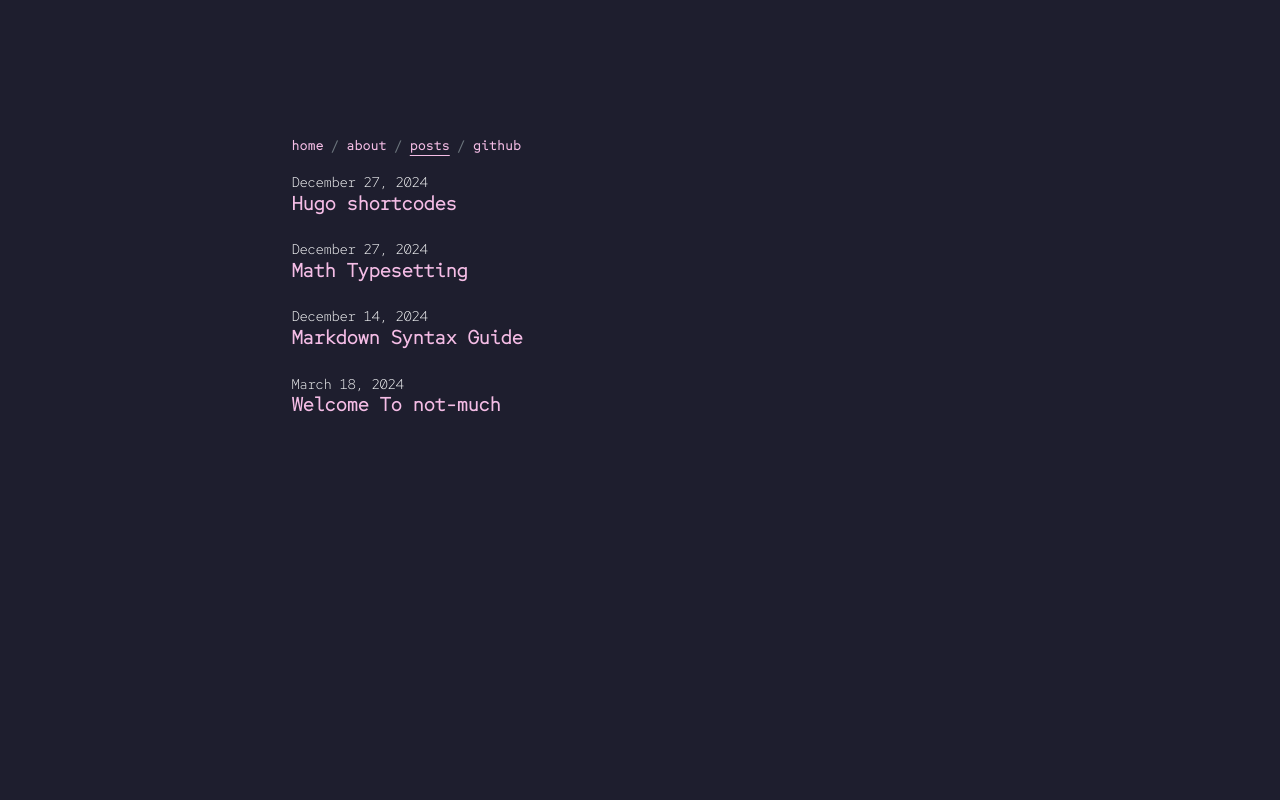 home / about / posts / github
December 27, 2024
Hugo shortcodes
December 27, 2024
Math Typesetting
December 14, 2024
Markdown Syntax Guide
March 18, 2024
Welcome To not-much